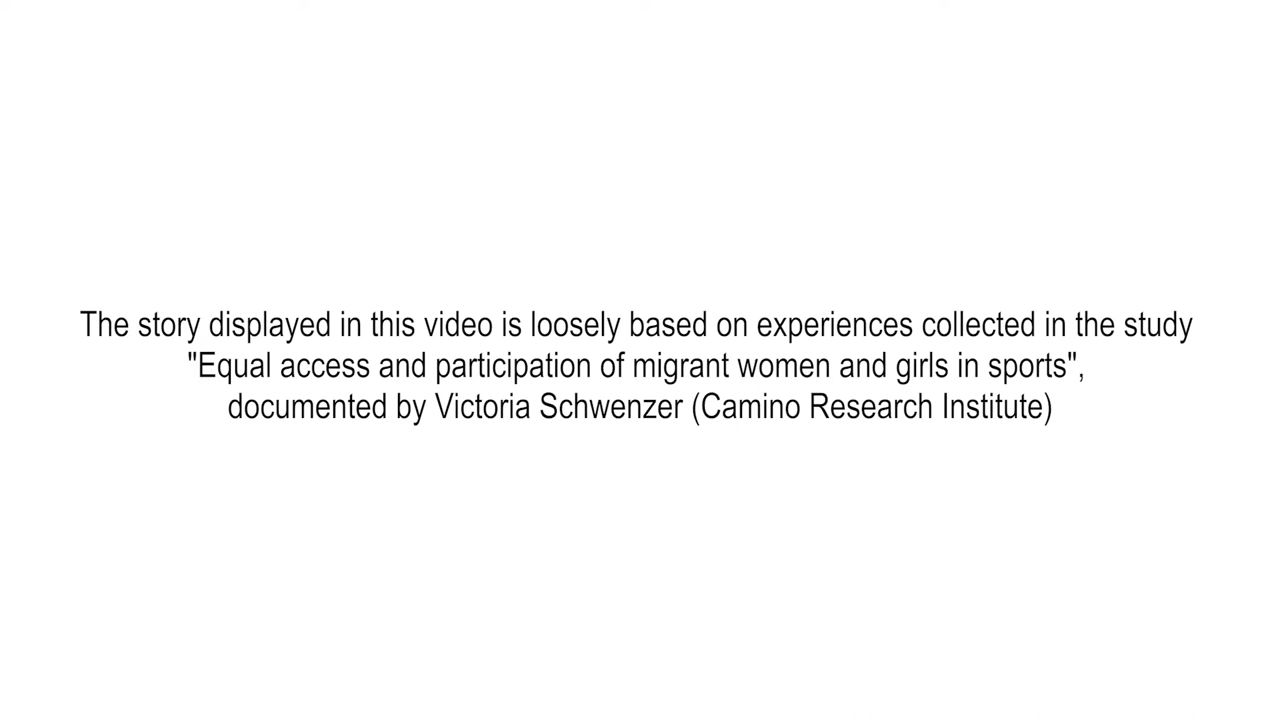 The story displayed in this video is loosely based on experiences collected in the study
"Equal access and participation of migrant women and girls in sports",
documented by Victoria Schwenzer (Camino Research Institute)